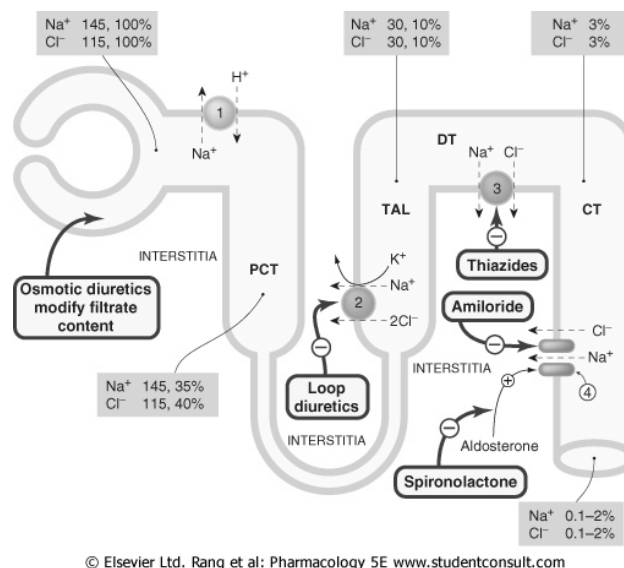 Na⁺ 145, 100%
Cl⁻ 115, 100%
Na⁺ 30, 10%
Cl⁻ 30, 10%
Na⁺ 3%
Cl⁻ 3%
H⁺
1
Na⁺
DT
Na⁺ Cl⁻
3
TAL
CT
INTERSTITIA
PCT
K⁺
Na⁺
2
2Cl⁻
−
Thiazides
Osmotic diuretics
modify filtrate
content
Amiloride
−
Cl⁻
Na⁺
INTERSTITIA
Na⁺ 145, 35%
Cl⁻ 115, 40%
−
Loop
diuretics
INTERSTITIA
+
4
−
Aldosterone
Spironolactone
Na⁺ 0.1–2%
Cl⁻ 0.1–2%
© Elsevier Ltd. Rang et al: Pharmacology 5E www.studentconsult.com